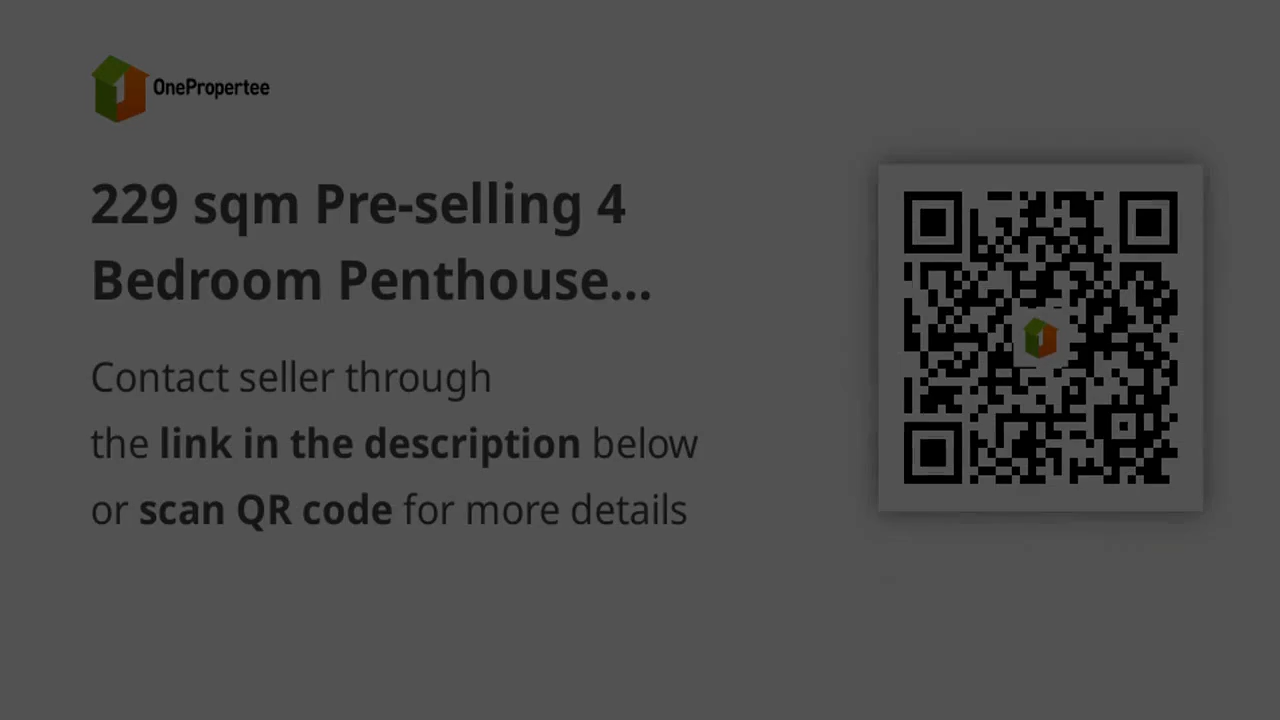 OnePropertee
229 sqm Pre-selling 4
Bedroom Penthouse...
Contact seller through
the link in the description below
or scan QR code for more details